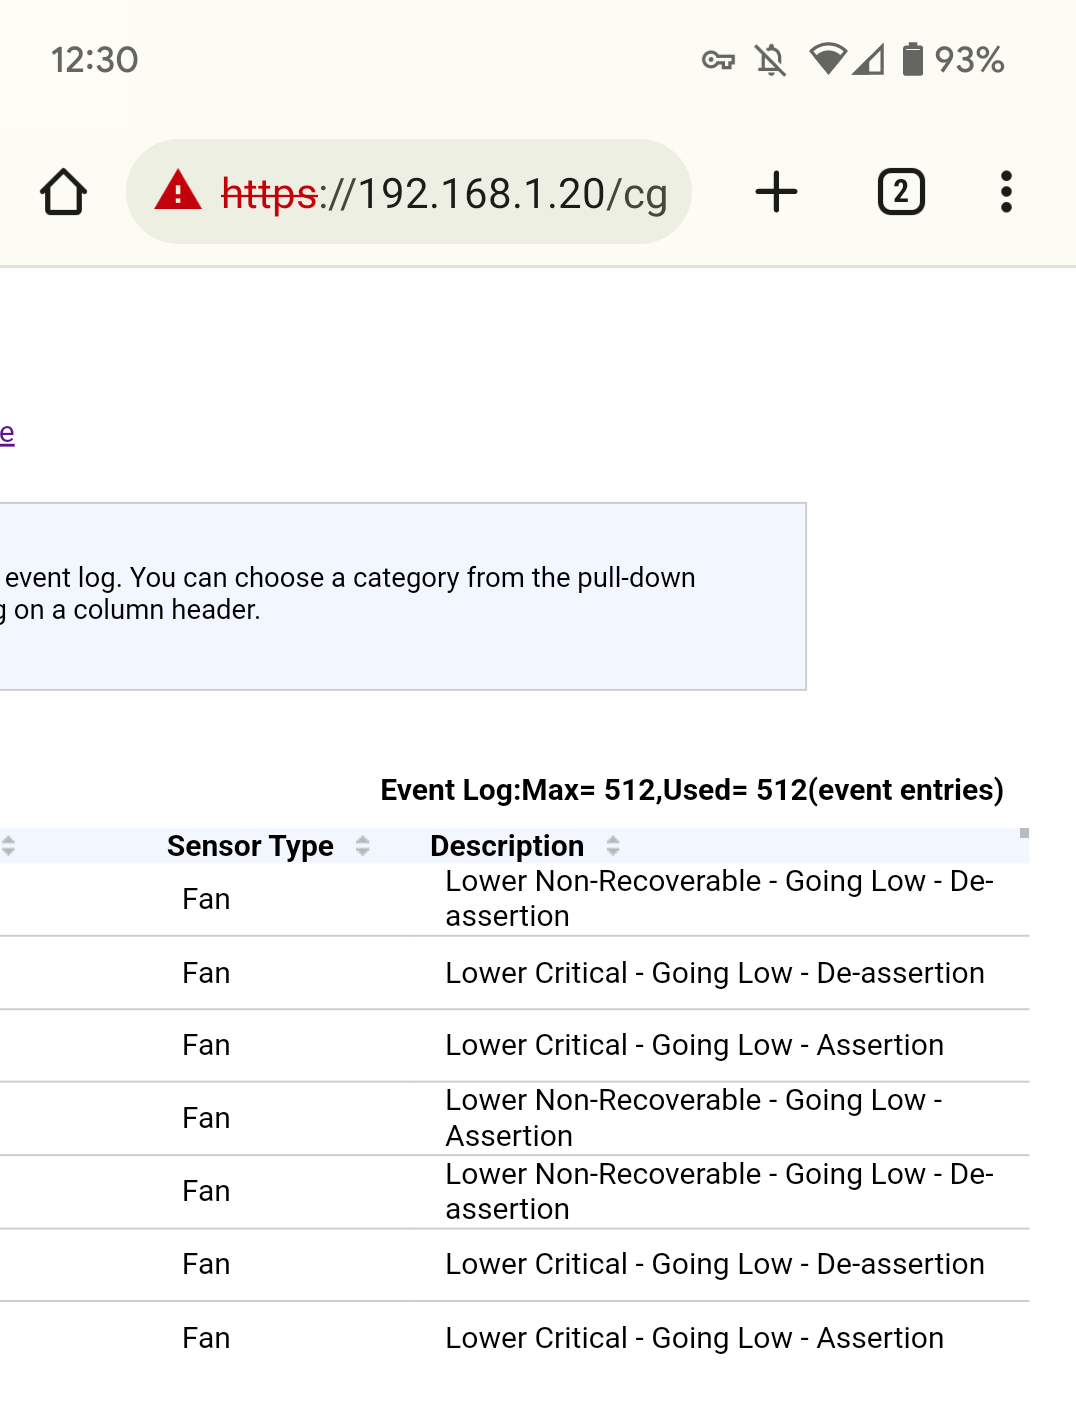 12:30 93%
https://192.168.1.20/cg 2
e
event log. You can choose a category from the pull-down
g on a column header.
Event Log:Max= 512,Used= 512(event entries)
Sensor Type Description
Fan Lower Non-Recoverable - Going Low - De-
assertion
Fan Lower Critical - Going Low - De-assertion
Fan Lower Critical - Going Low - Assertion
Fan Lower Non-Recoverable - Going Low -
Assertion
Fan Lower Non-Recoverable - Going Low - De-
assertion
Fan Lower Critical - Going Low - De-assertion
Fan Lower Critical - Going Low - Assertion